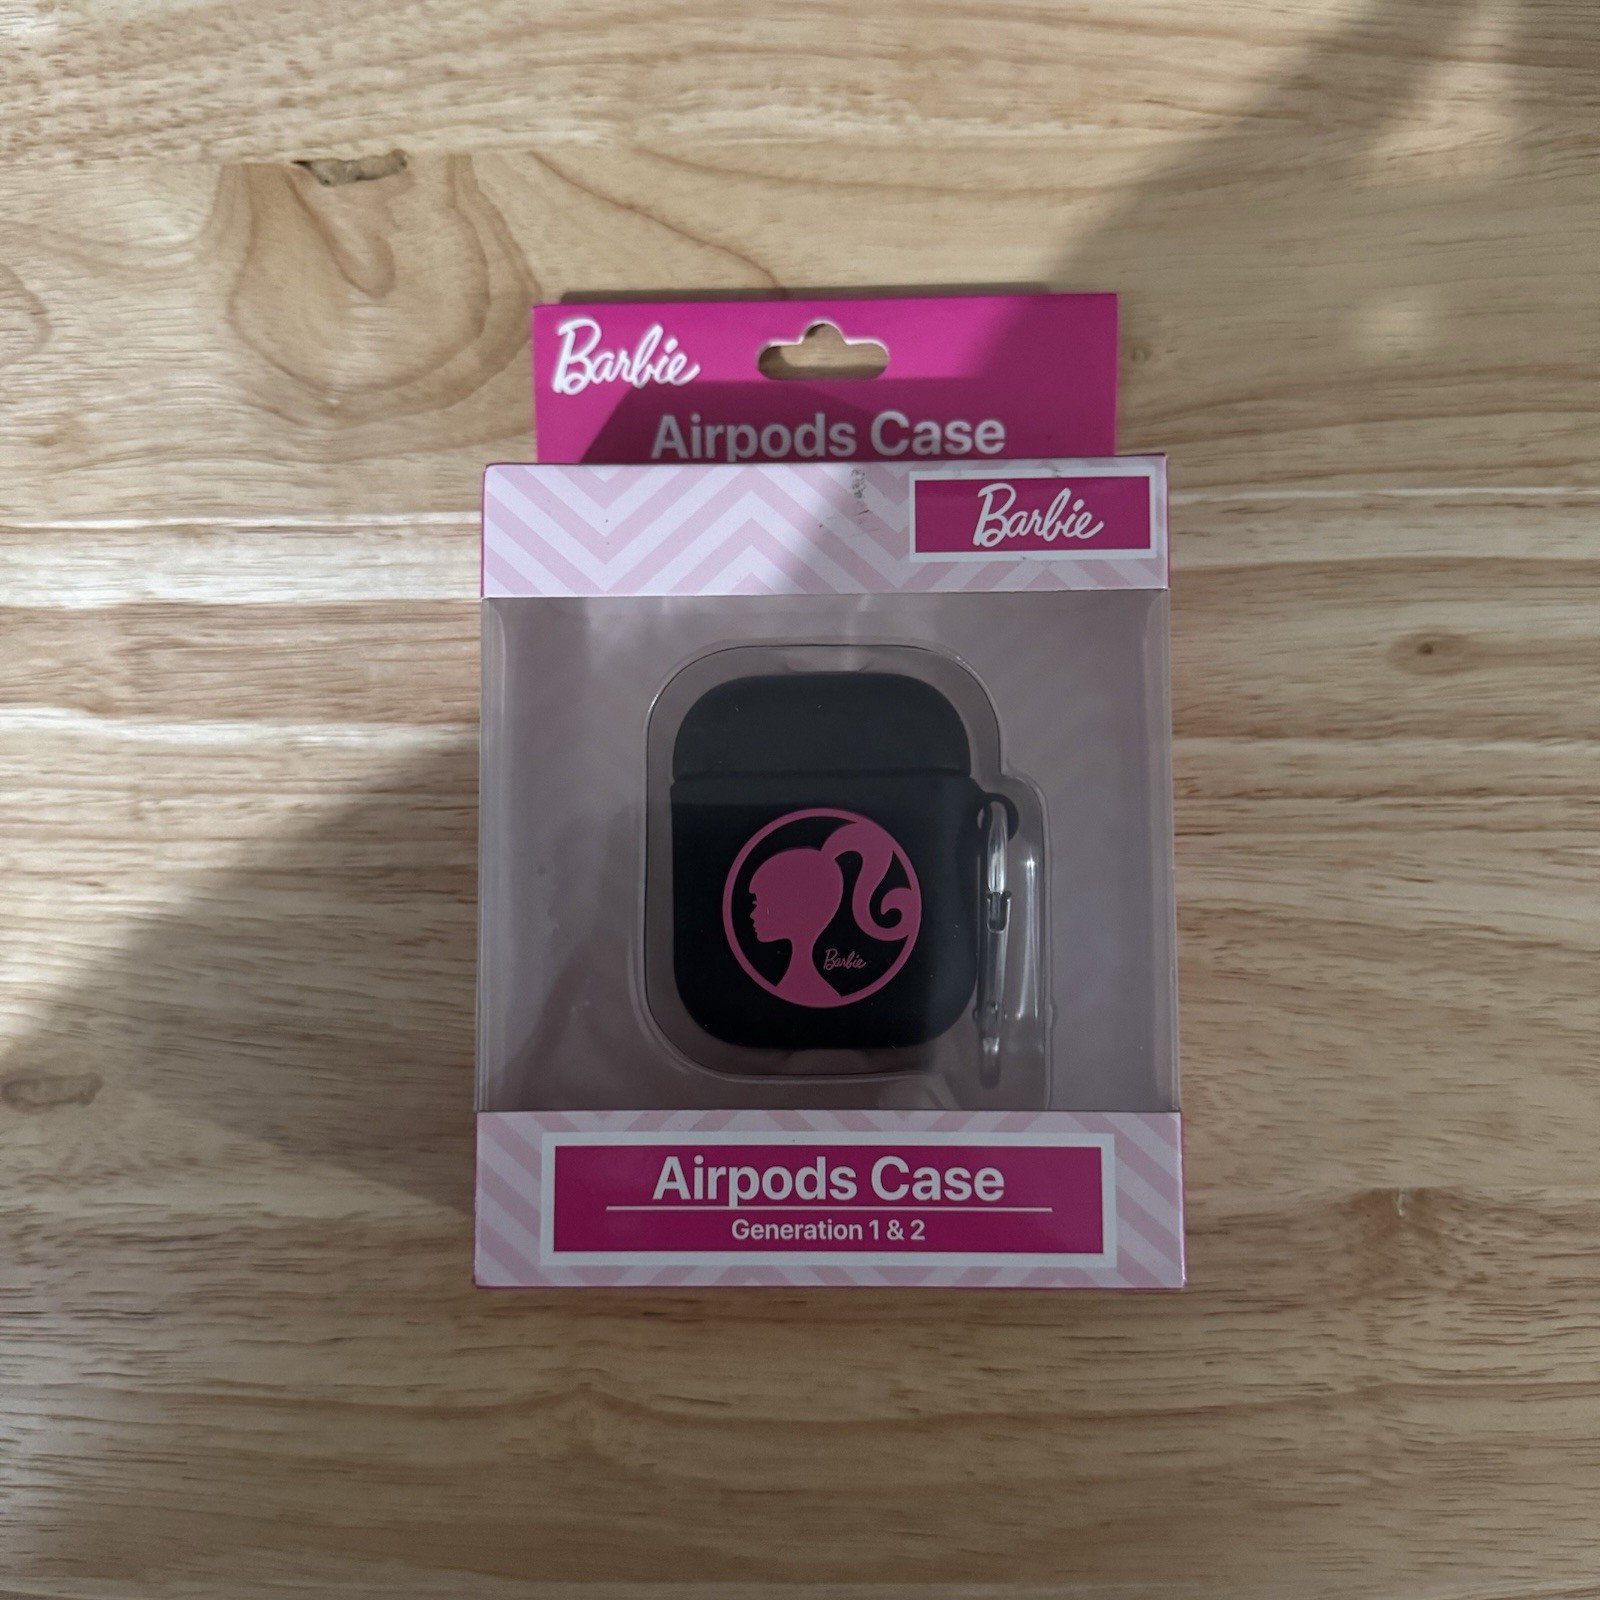 Barbie
Airpods Case
Barbie
Barbie
Airpods Case
Generation 1 & 2